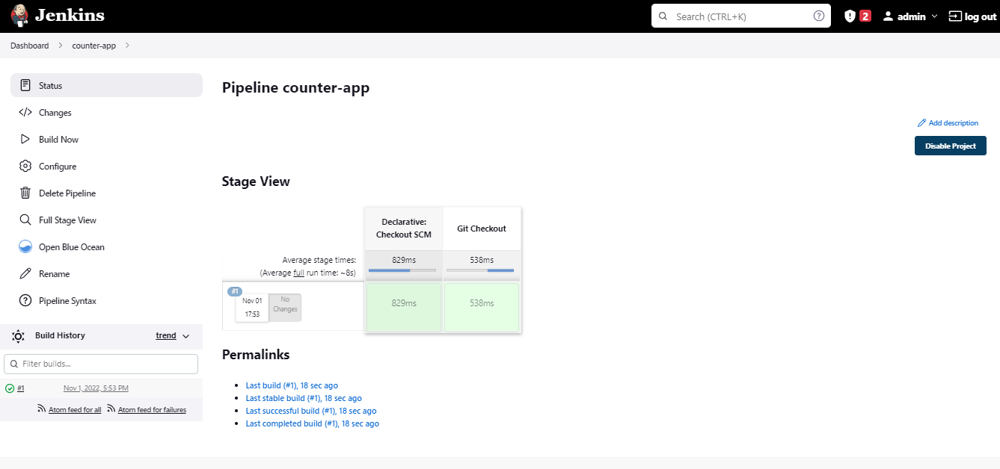 Jenkins
Search (CTRL+K)
2
admin
log out
Dashboard
counter-app
Status
Changes
Build Now
Configure
Delete Pipeline
Full Stage View
Open Blue Ocean
Rename
Pipeline Syntax
Build History
trend
Filter builds...
#1
Nov 1, 2022, 5:53 PM
Atom feed for all
Atom feed for failures
Pipeline counter-app
Add description
Disable Project
Stage View
Declarative:
Checkout SCM
Git Checkout
Average stage times:
(Average full run time: ~8s)
829ms
538ms
#1
Nov 01
17:53
No
Changes
829ms
538ms
Permalinks
Last build (#1), 18 sec ago
Last stable build (#1), 18 sec ago
Last successful build (#1), 18 sec ago
Last completed build (#1), 18 sec ago